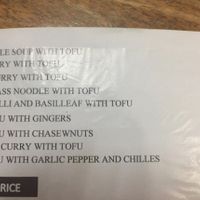 LE SOUP WITH TOFU
RY WITH TOFU
URRY WITH TOFU
ASS NOODLE WITH TOFU
LLI AND BASILLEAF WITH TOFU
U WITH GINGERS
U WITH CHASEWNUTS
CURRY WITH TOFU
U WITH GARLIC PEPPER AND CHILLES
RICE